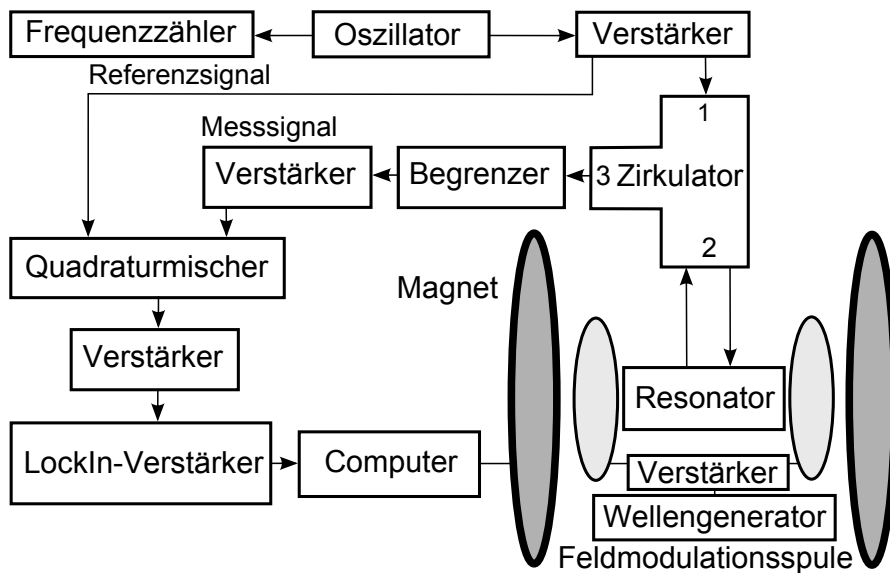 Frequenzzähler
Oszillator
Verstärker
Referenzsignal
1
Messsignal
Verstärker
Begrenzer
3 Zirkulator
2
Quadraturmischer
Magnet
Verstärker
Resonator
LockIn-Verstärker
Computer
Verstärker
Wellengenerator
Feldmodulationsspule